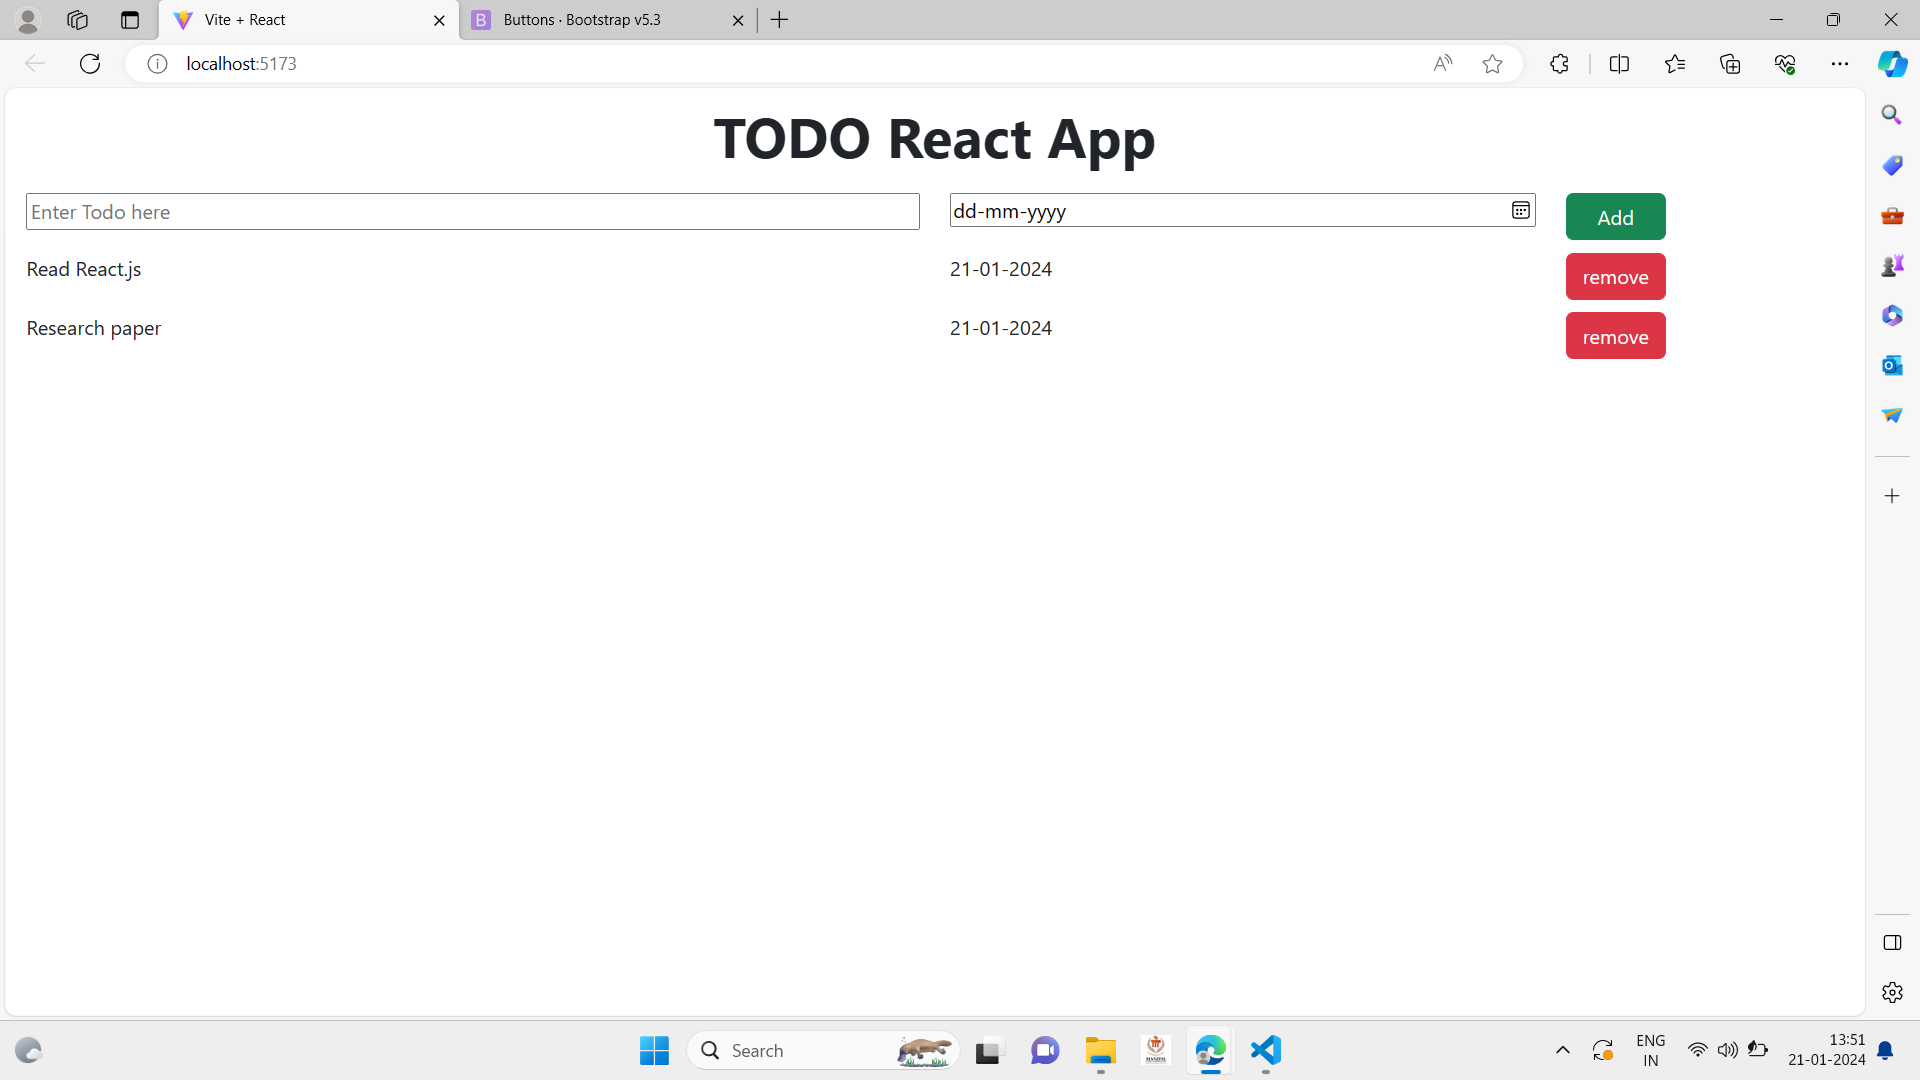 Vite + React
B Buttons · Bootstrap v5.3
localhost:5173
TODO React App
Enter Todo here dd-mm-yyyy Add
Read React.js 21-01-2024 remove
Research paper 21-01-2024 remove
Search
MANIPAL
ENG
IN
13:51
21-01-2024